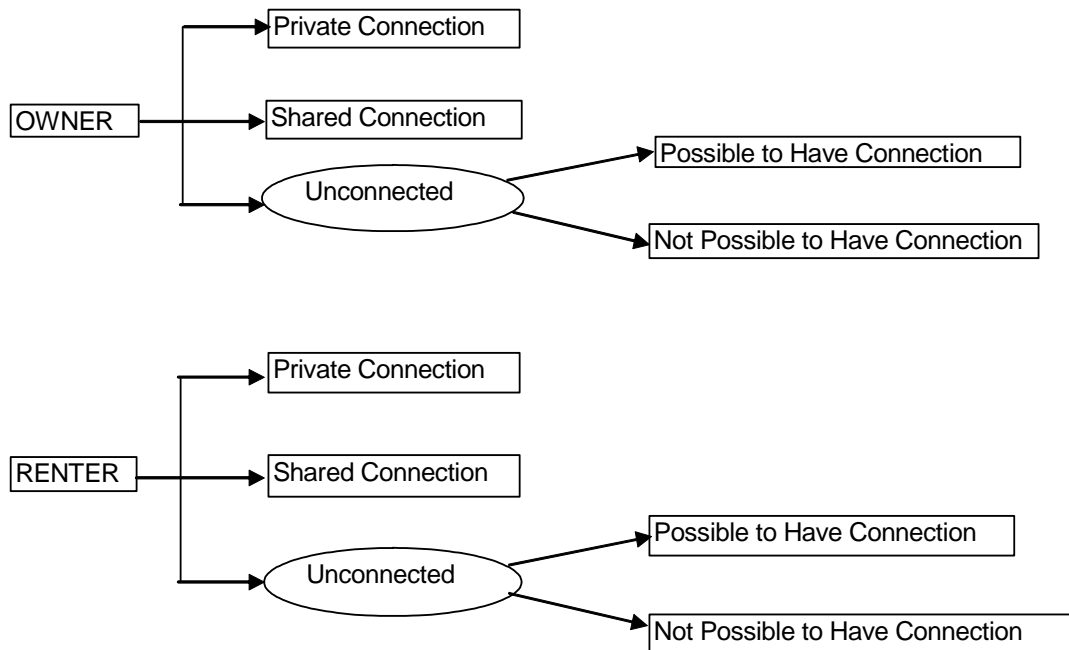 Private Connection
OWNER
Shared Connection
Unconnected
Possible to Have Connection
Not Possible to Have Connection
Private Connection
RENTER
Shared Connection
Unconnected
Possible to Have Connection
Not Possible to Have Connection